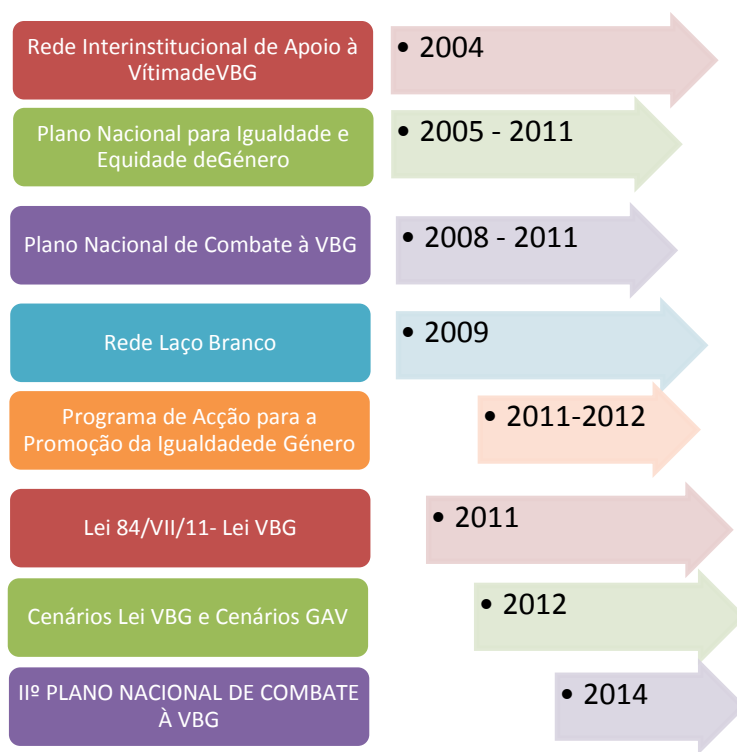 Rede Interinstitucional de Apoio à
VítimadeVBG
• 2004
Plano Nacional para Igualdade e
Equidade deGénero
• 2005 - 2011
Plano Nacional de Combate à VBG
• 2008 - 2011
Rede Laço Branco
• 2009
Programa de Acção para a
Promoção da Igualdadede Género
• 2011-2012
Lei 84/VII/11- Lei VBG
• 2011
Cenários Lei VBG e Cenários GAV
• 2012
IIº PLANO NACIONAL DE COMBATE
À VBG
• 2014